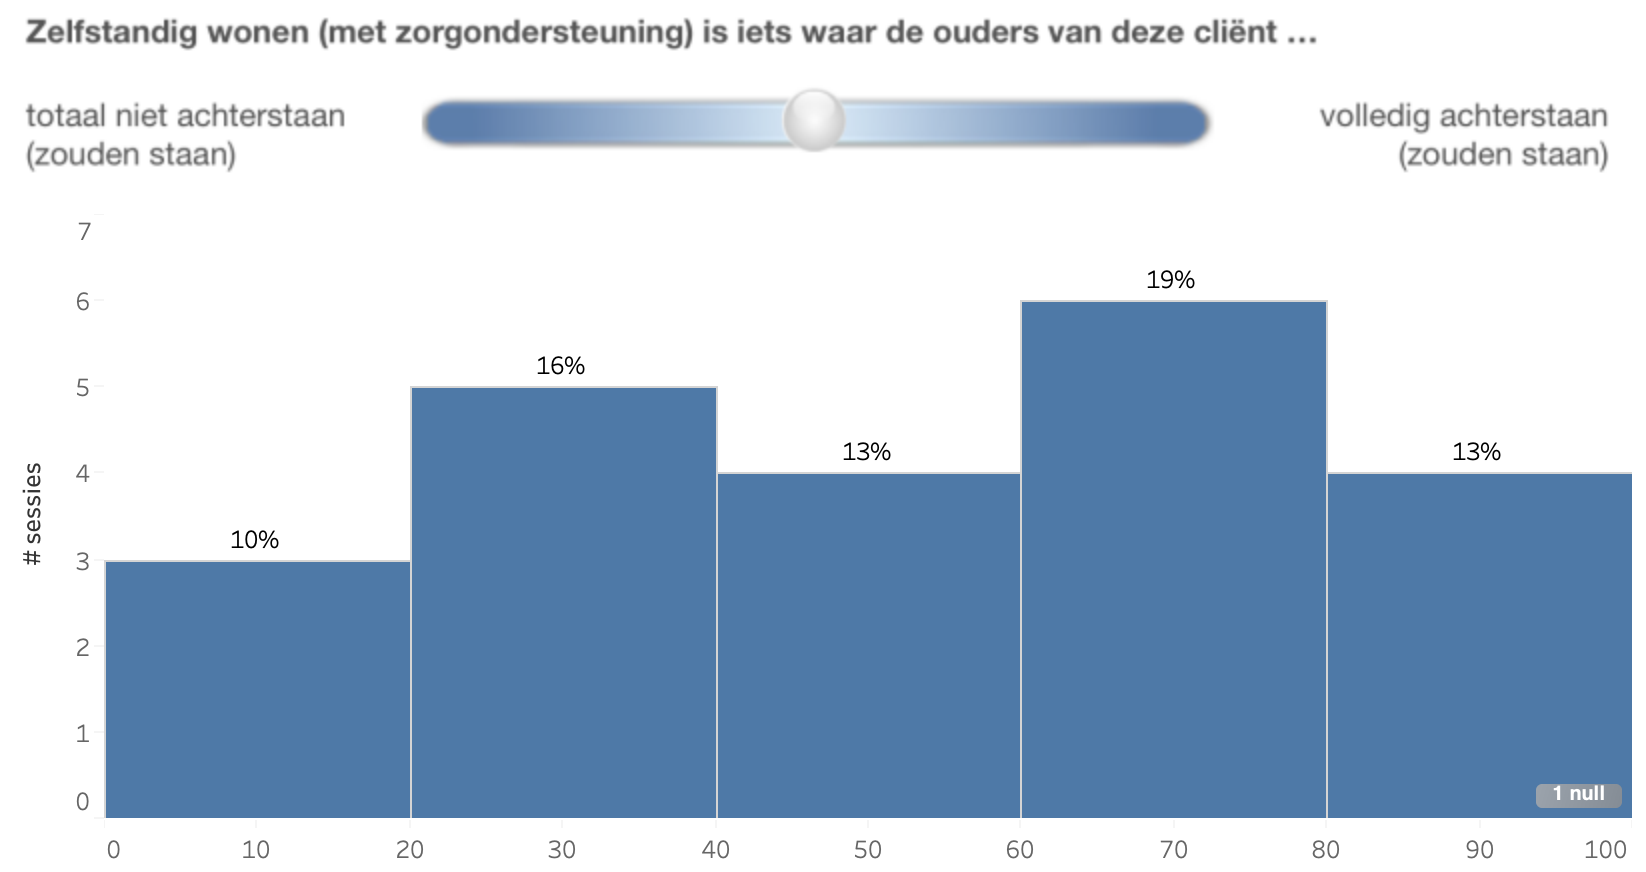 Zelfstandig wonen (met zorgondersteuning) is iets waar de ouders van deze cliënt ...
totaal niet achterstaan
(zouden staan)
volledig achterstaan
(zouden staan)
# sessies
7
6
5
4
3
2
1
0
10%
16%
13%
19%
13%
1 null
0 10 20 30 40 50 60 70 80 90 100